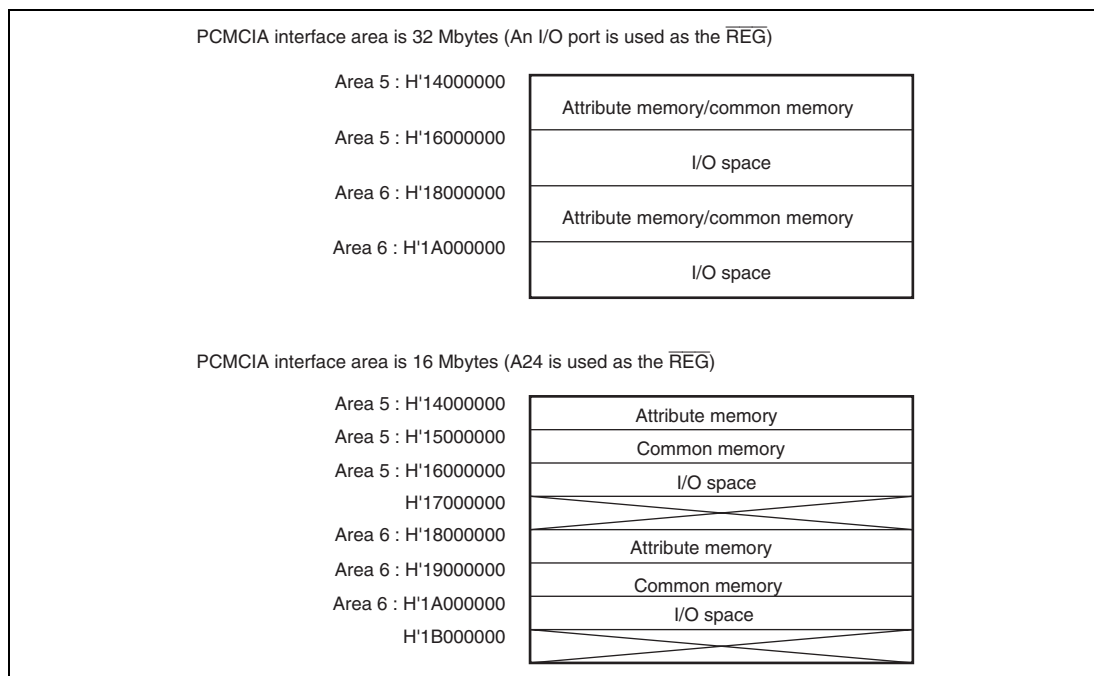 PCMCIA interface area is 32 Mbytes (An I/O port is used as the R̅E̅G̅)
Area 5 : H'14000000
Attribute memory/common memory
Area 5 : H'16000000
I/O space
Area 6 : H'18000000
Attribute memory/common memory
Area 6 : H'1A000000
I/O space
PCMCIA interface area is 16 Mbytes (A24 is used as the R̅E̅G̅)
Area 5 : H'14000000
Attribute memory
Area 5 : H'15000000
Common memory
Area 5 : H'16000000
I/O space
H'17000000
Area 6 : H'18000000
Attribute memory
Area 6 : H'19000000
Common memory
Area 6 : H'1A000000
I/O space
H'1B000000